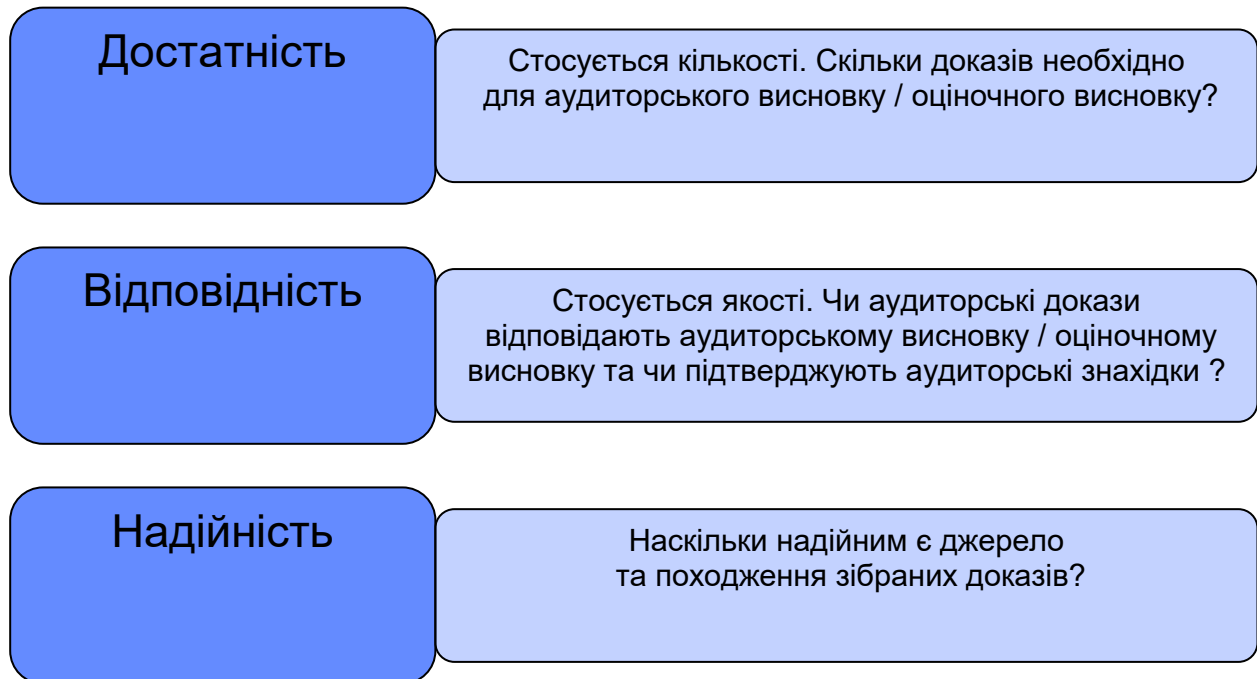 Достатність
Стосується кількості. Скільки доказів необхідно
для аудиторського висновку / оціночного висновку?
Відповідність
Стосується якості. Чи аудиторські докази
відповідають аудиторському висновку / оціночному
висновку та чи підтверджують аудиторські знахідки ?
Надійність
Наскільки надійним є джерело
та походження зібраних доказів?